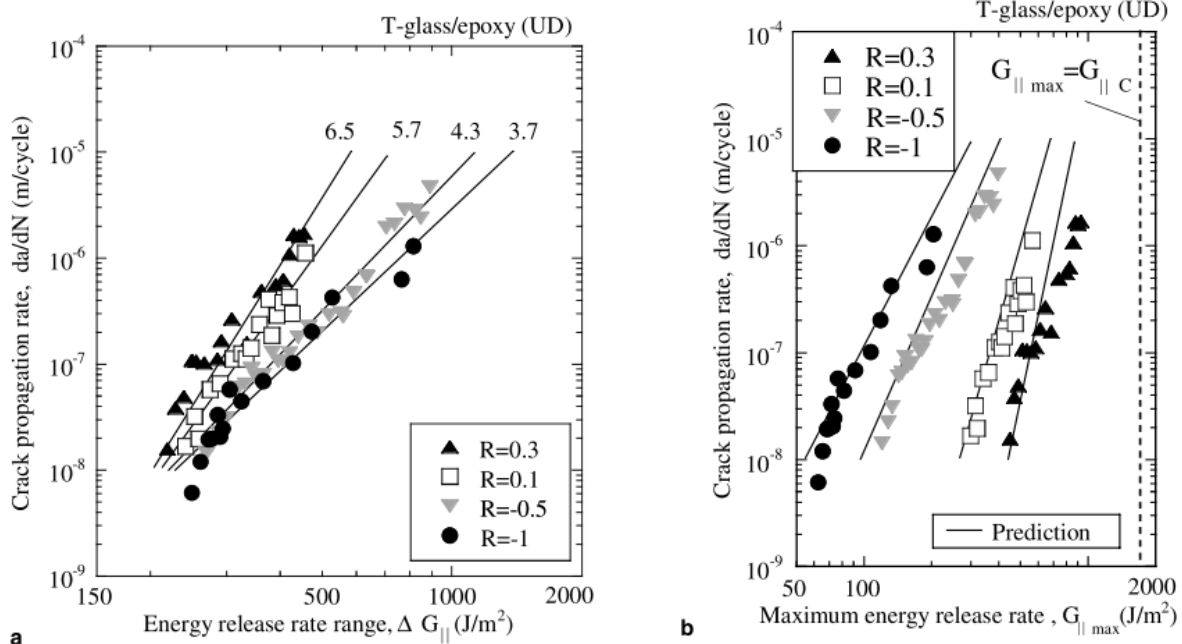 T-glass/epoxy (UD)
10-4
10-5
10-6
10-7
10-8
10-9
Crack propagation rate, da/dN (m/cycle)
6.5 5.7 4.3 3.7
R=0.3
R=0.1
R=-0.5
R=-1
150 500 1000 2000
Energy release rate range, Δ G|| (J/m2)
a
T-glass/epoxy (UD)
10-4
10-5
10-6
10-7
10-8
10-9
Crack propagation rate, da/dN (m/cycle)
R=0.3
R=0.1
R=-0.5
R=-1
G|| max=G|| C
Prediction
50 100 2000
Maximum energy release rate , G|| max (J/m2)
b